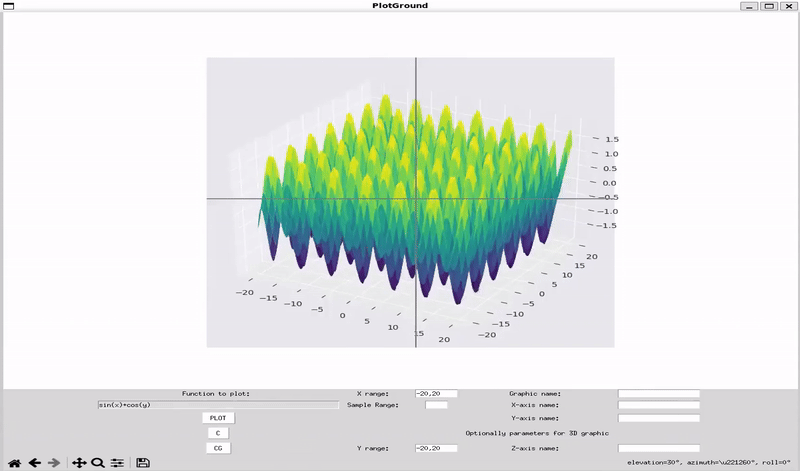 PlotGround
1.5
1.0
0.5
0.0
−0.5
−1.0
−1.5
−20
−15
−10
−5
0
5
10
15
20
−20
−15
−10
−5
0
5
10
15
20
Function to plot:
X range:
-20,20
Graphic name:
sin(x)+cos(y)
Sample Range:
X-axis name:
PLOT
Y-axis name:
C
Optionally parameters for 3D graphic
CG
Y range:
-20,20
Z-axis name:
elevation=30°, azimuth=\u221260°, roll=0°